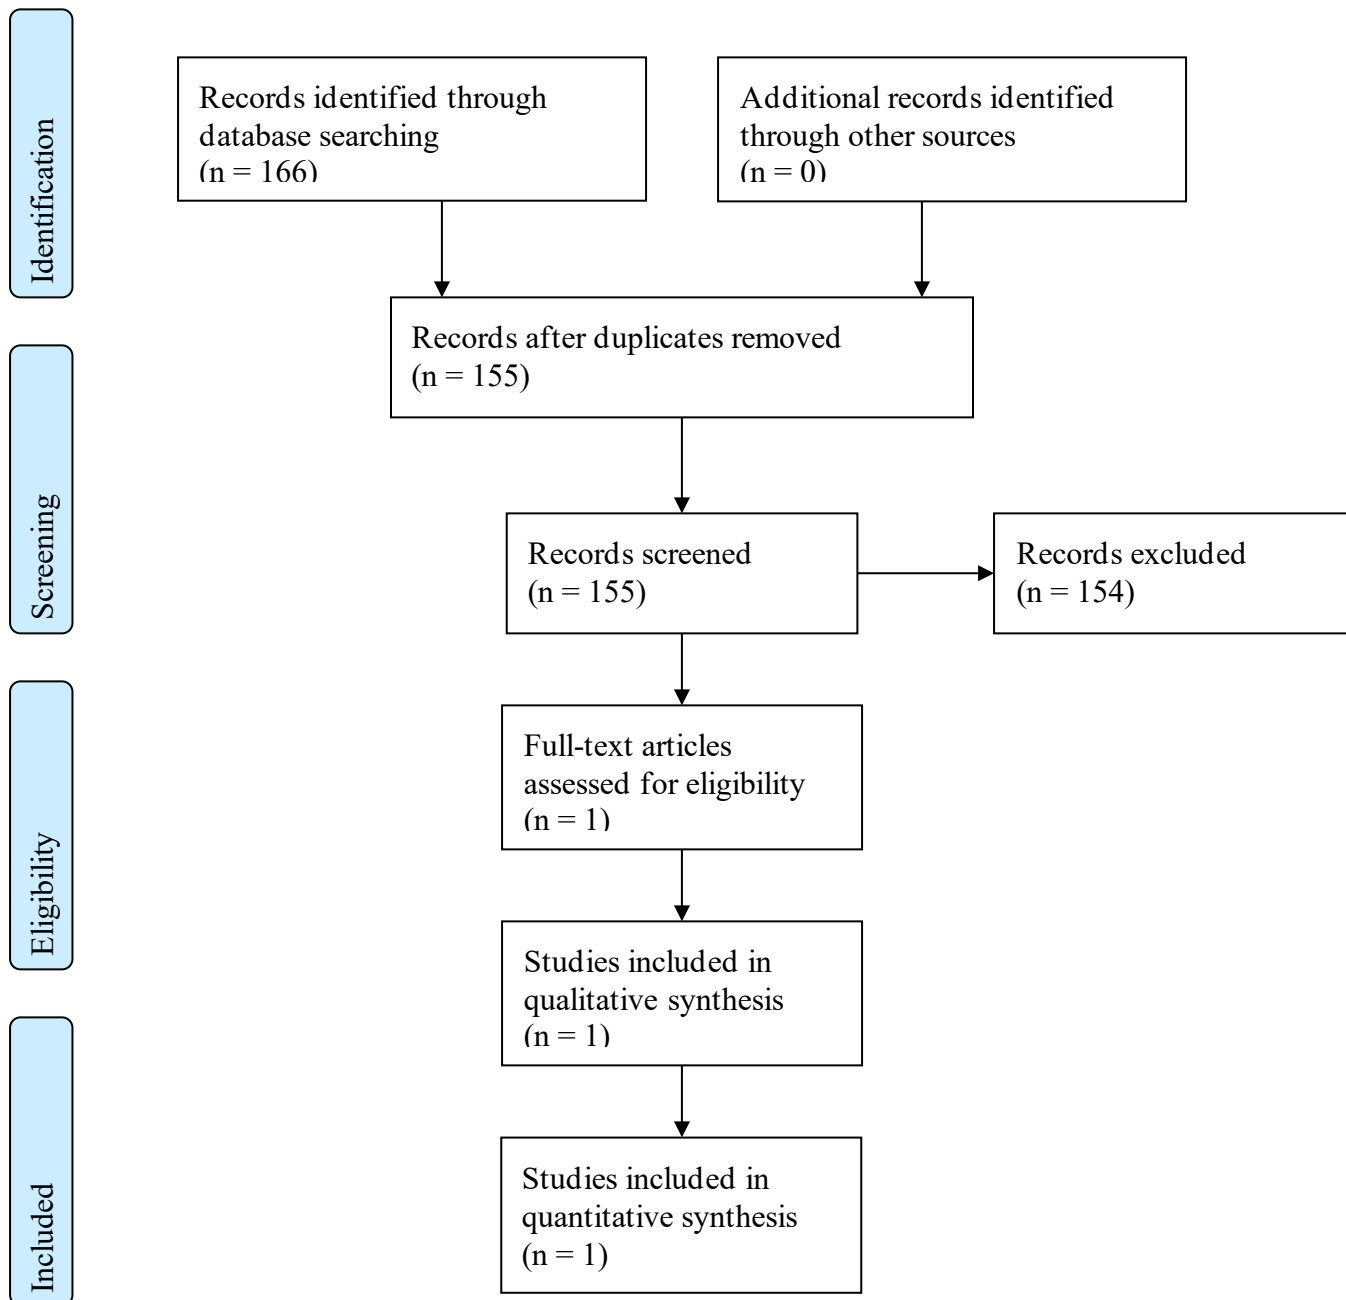 Identification
Records identified through
database searching
(n = 166)
Additional records identified
through other sources
(n = 0)
Records after duplicates removed
(n = 155)
Screening
Records screened
(n = 155)
Records excluded
(n = 154)
Eligibility
Full-text articles
assessed for eligibility
(n = 1)
Studies included in
qualitative synthesis
(n = 1)
Included
Studies included in
quantitative synthesis
(n = 1)